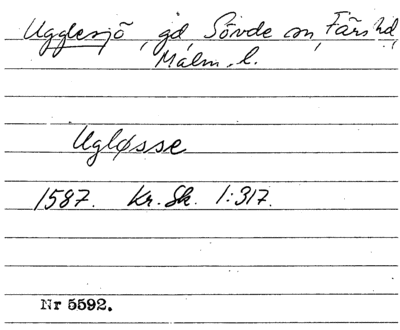 Ugglesjö, gd, Sövde sn, Färs hd,
Malm. l.
Ugløsse
1587. Kr. Sk. 1:317.
Nr 5592.